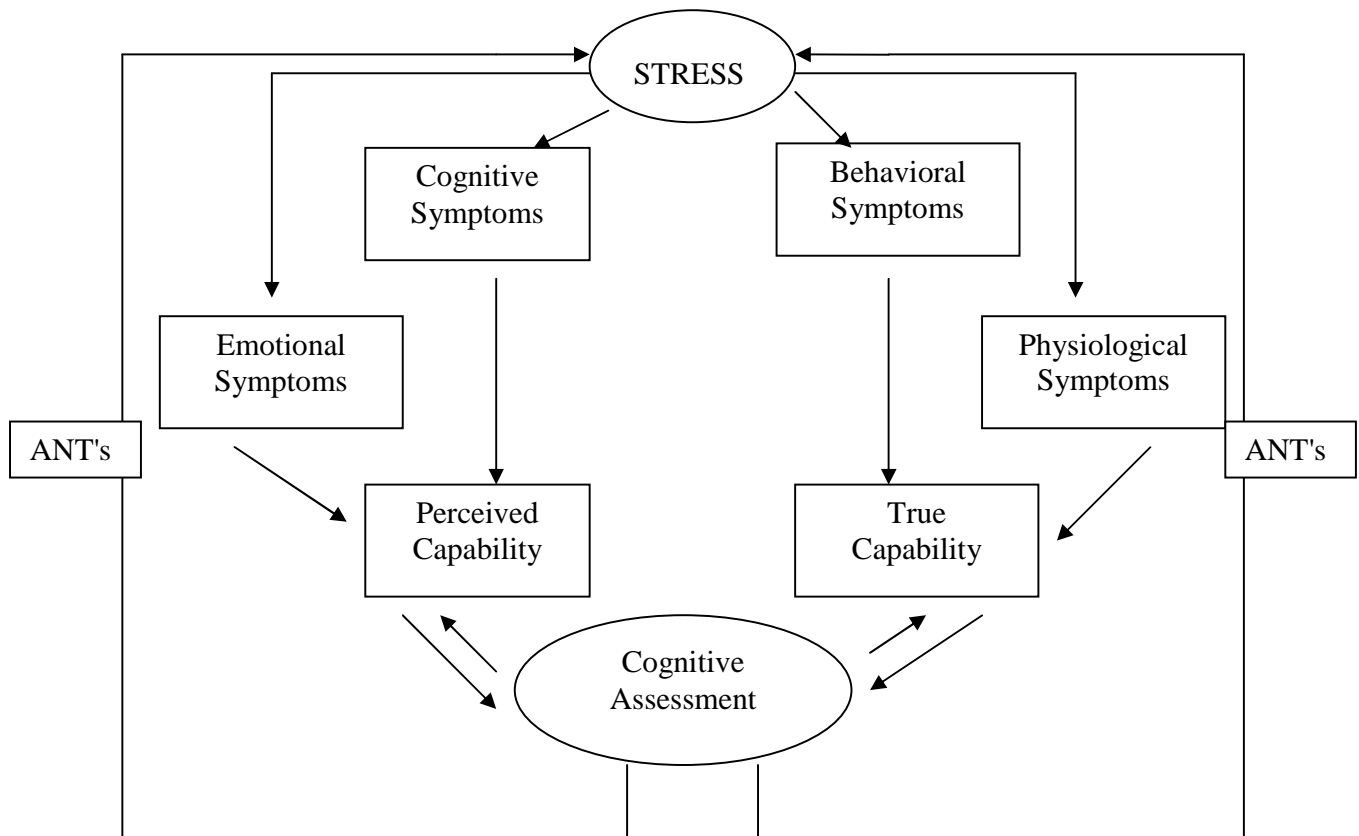 STRESS
Cognitive
Symptoms
Behavioral
Symptoms
Emotional
Symptoms
Physiological
Symptoms
ANT's
ANT's
Perceived
Capability
True
Capability
Cognitive
Assessment